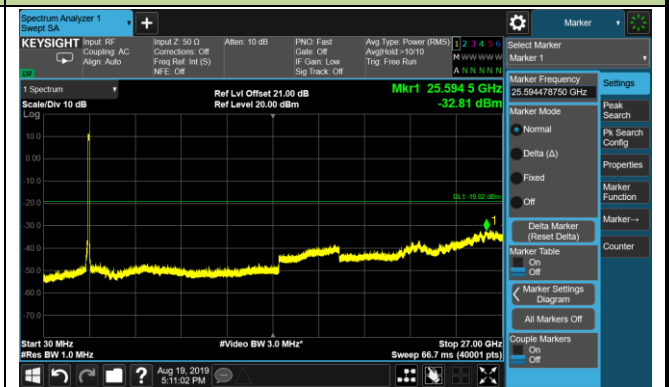 Spectrum Analyzer 1
Swept SA
+
Marker
KEYSIGHT
Input: RF
Coupling: AC
Align: Auto
Input Z: 50 Ω
Corrections: Off
Freq Ref: Int (S)
NFE: Off
Atten: 10 dB
PNO: Fast
Gate: Off
IF Gain: Low
Sig Track: Off
Avg Type: Power (RMS)
Avg|Hold:>10/10
Trig: Free Run
1 2 3 4 5 6
M W W W W W
A N N N N N
Select Marker
Marker 1
1 Spectrum
Scale/Div 10 dB
Log
Ref Lvl Offset 21.00 dB
Ref Level 20.00 dBm
Mkr1 25.594 5 GHz
-32.81 dBm
10.0
0.00
-10.0
-20.0
-30.0
-40.0
-50.0
-60.0
-70.0
DL1 -19.02 dBm
1
Start 30 MHz
#Res BW 1.0 MHz
#Video BW 3.0 MHz*
Stop 27.00 GHz
Sweep 66.7 ms (40001 pts)
Marker Frequency
25.594478750 GHz
Marker Mode
Normal
Delta (Δ)
Fixed
Off
Delta Marker
(Reset Delta)
Marker Table
On
Off
Marker Settings
Diagram
All Markers Off
Couple Markers
On
Off
Settings
Peak
Search
Pk Search
Config
Properties
Marker
Function
Marker→
Counter
?
Aug 19, 2019
5:11:02 PM